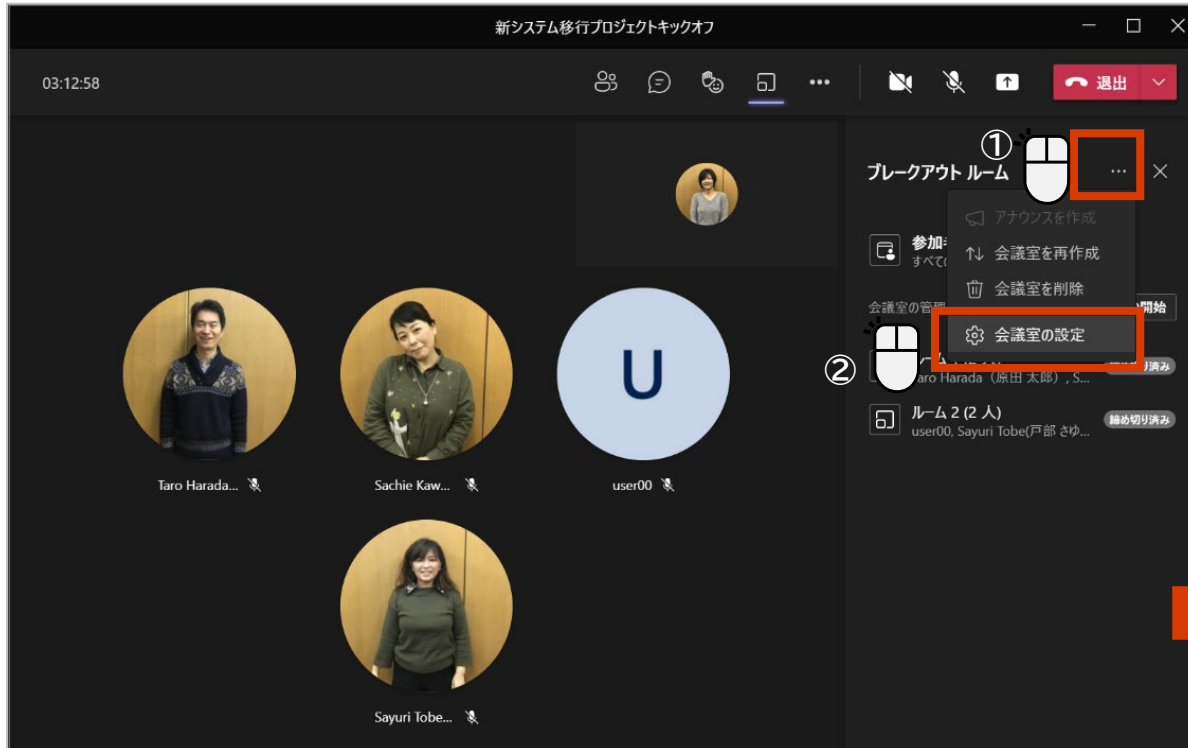 新システム移行プロジェクトキックオフ
03:12:58
退出
①
ブレークアウト ルーム
アナウンスを作成
参加
すべて
会議室を再作成
会議室を削除
会議室の管理
開始
会議室の設定
②
Taro Harada (原田 太郎) , S...
ルーム 2 (2 人)
締め切り済み
user00, Sayuri Tobe(戸部 さゆ...
Taro Harada...
Sachie Kaw...
U
user00
Sayuri Tobe...